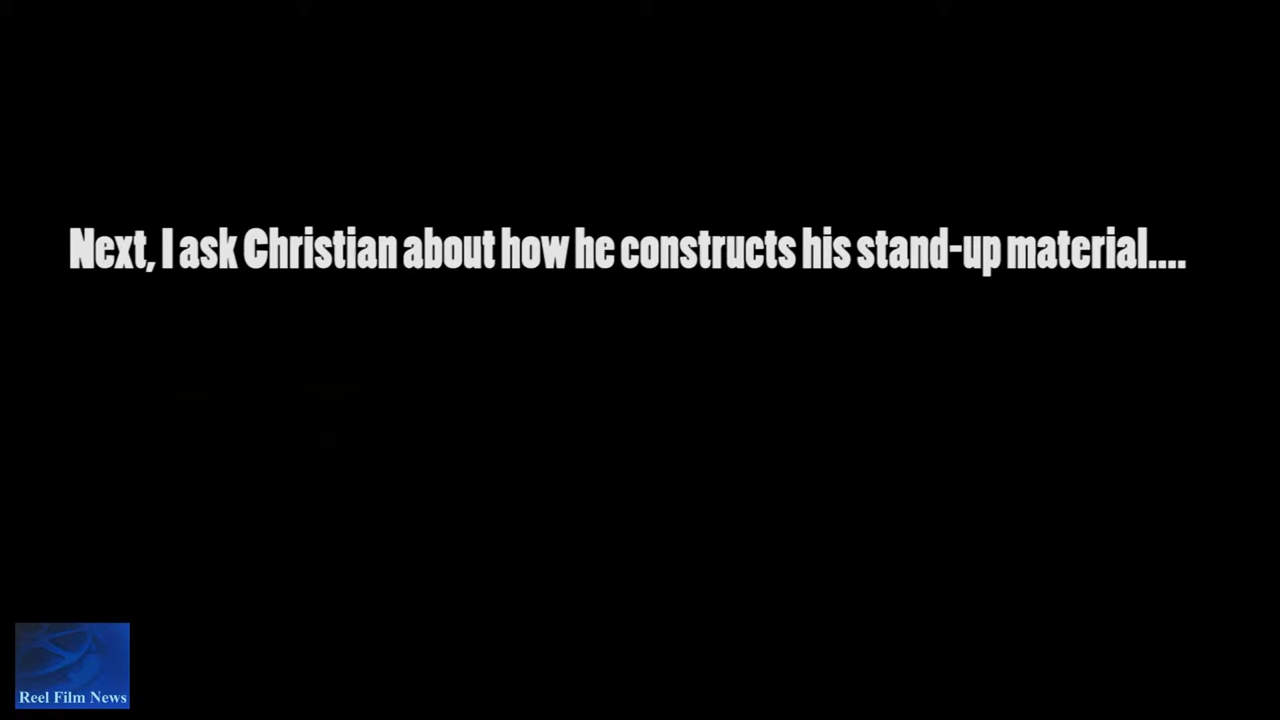 Next, I ask Christian about how he constructs his stand-up material....
Reel Film News